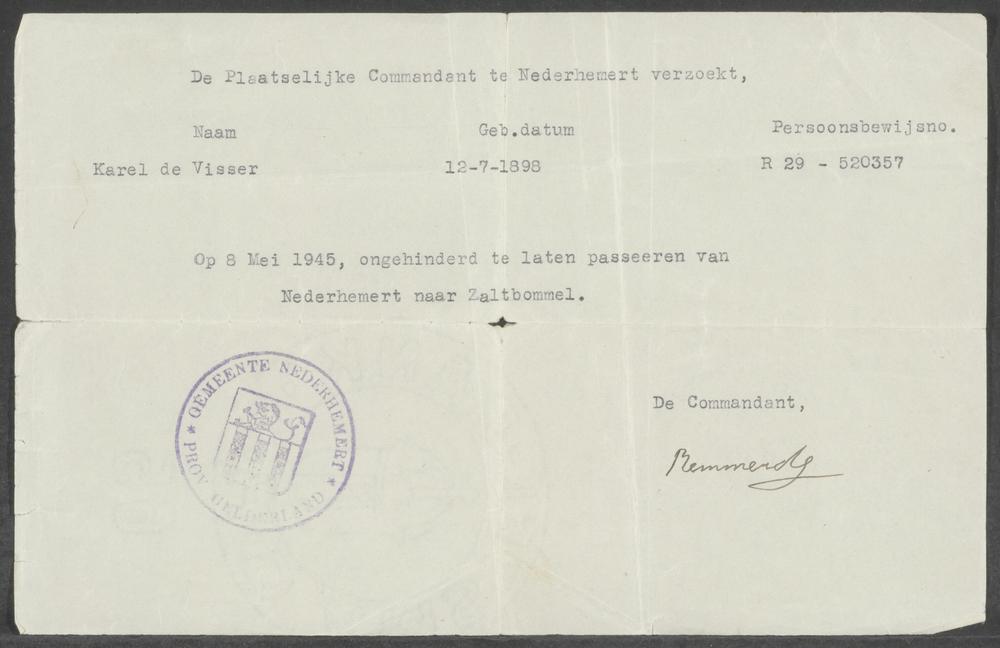 De Plaatselijke Commandant te Nederhemert verzoekt,
Naam Geb.datum Persoonsbewijsno.
Karel de Visser 12-7-1898 R 29 - 520357
Op 8 Mei 1945, ongehinderd te laten passeeren van
Nederhemert naar Zaltbommel.
* GEMEENTE NEDERHEMERT *
PROV GELDERLAND
De Commandant,